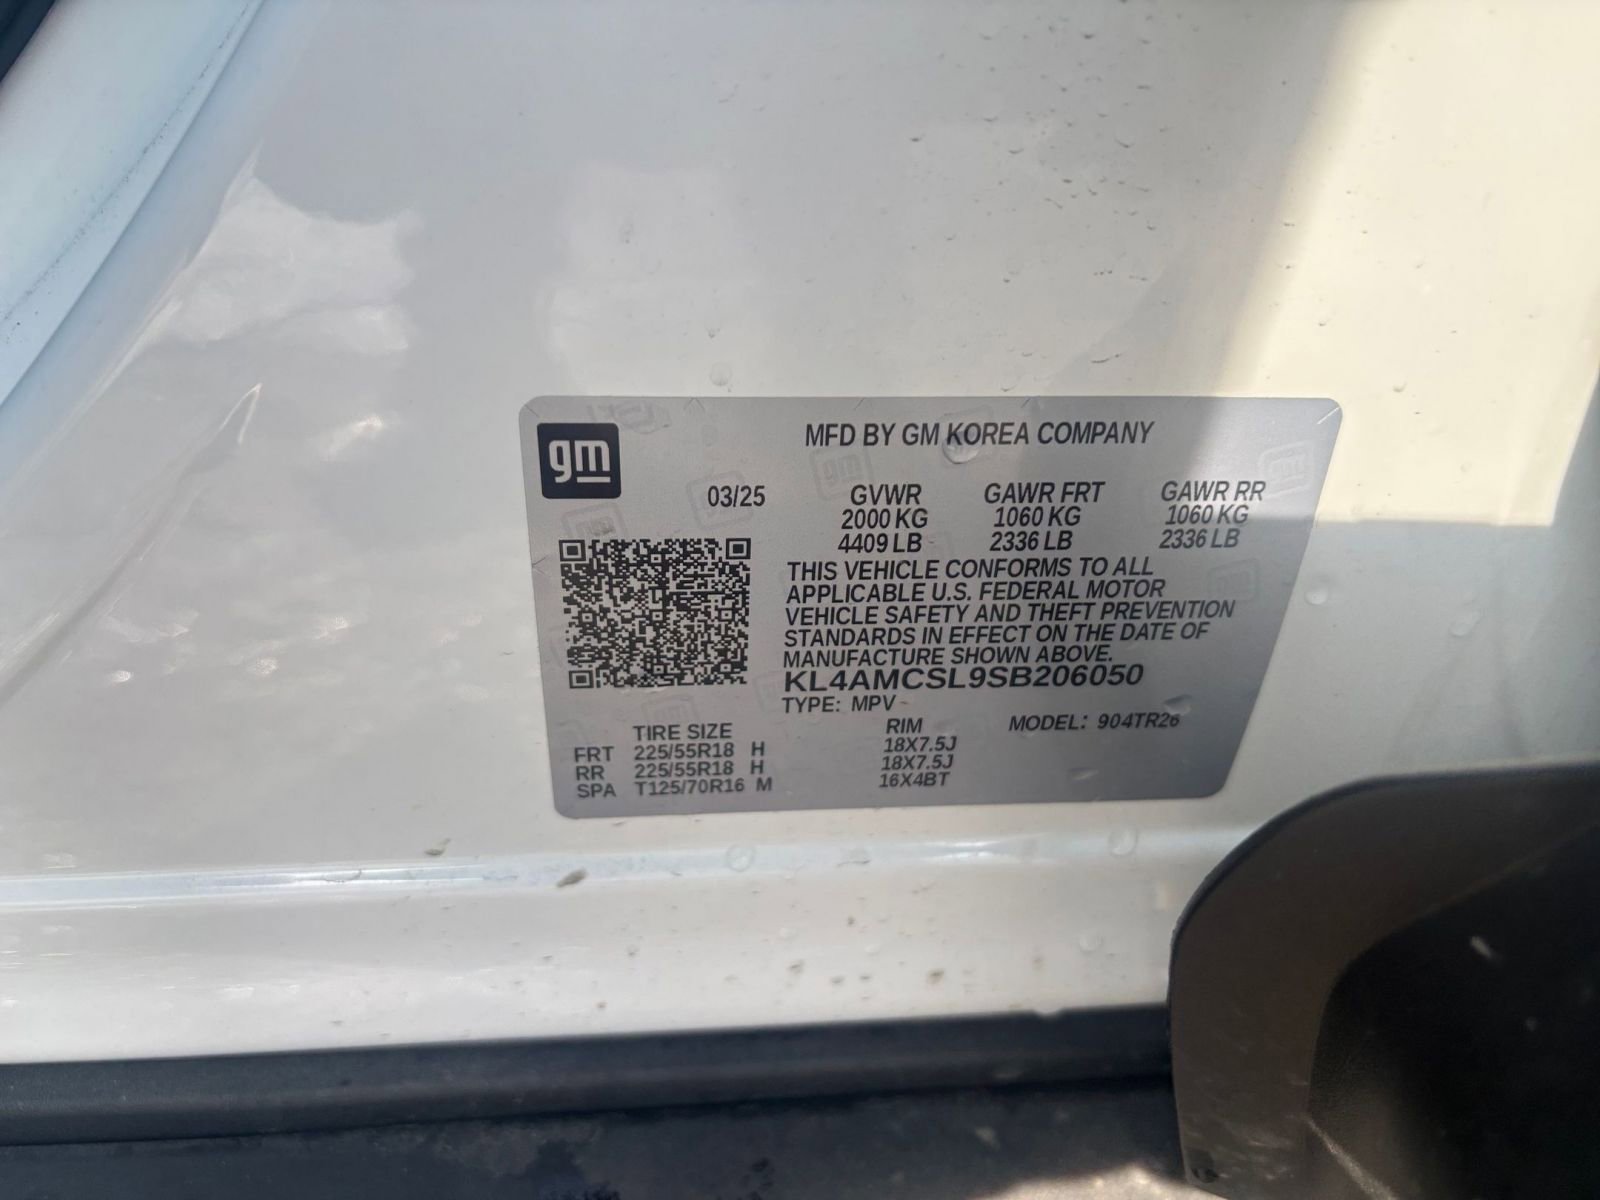 gm
MFD BY GM KOREA COMPANY
03/25 GVWR GAWR FRT GAWR RR
2000 KG 1060 KG 1060 KG
4409 LB 2336 LB 2336 LB
THIS VEHICLE CONFORMS TO ALL
APPLICABLE U.S. FEDERAL MOTOR
VEHICLE SAFETY AND THEFT PREVENTION
STANDARDS IN EFFECT ON THE DATE OF
MANUFACTURE SHOWN ABOVE.
KL4AMCSL9SB206050
TYPE: MPV
TIRE SIZE RIM MODEL: 904TR26
FRT 225/55R18 H 18X7.5J
RR 225/55R18 H 18X7.5J
SPA T125/70R16 M 16X4BT